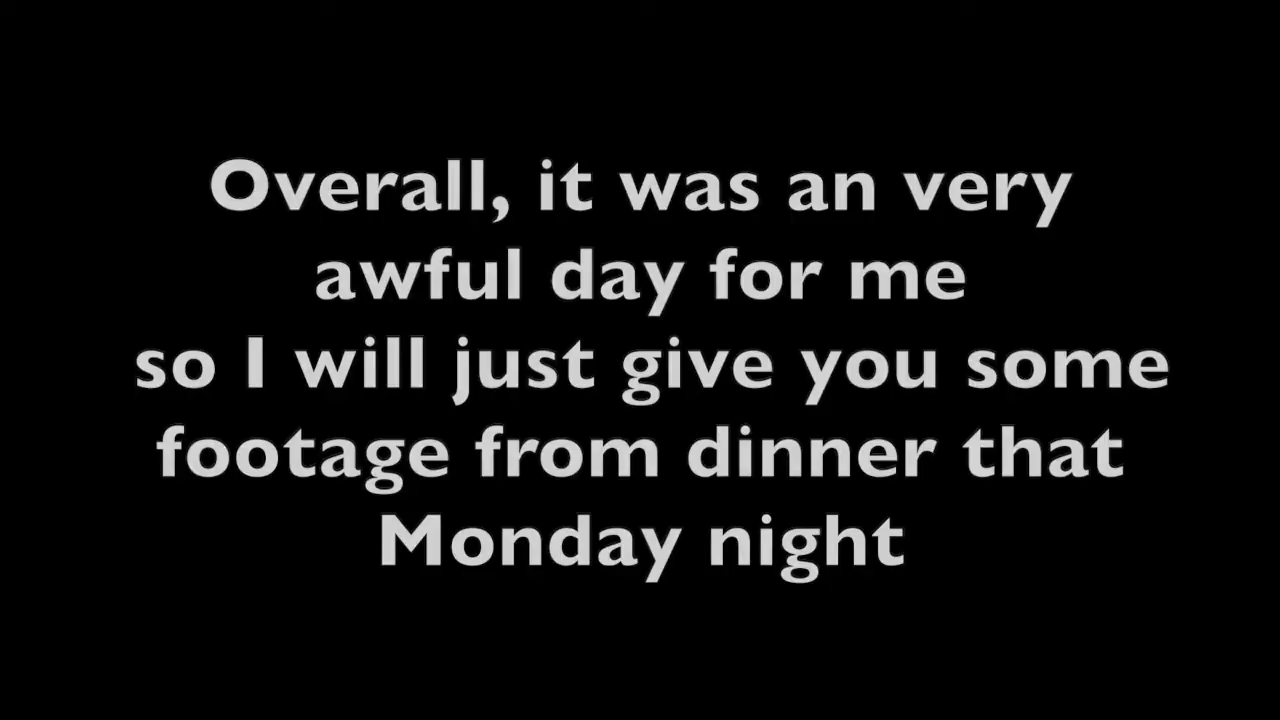 Overall, it was an very
awful day for me
so I will just give you some
footage from dinner that
Monday night